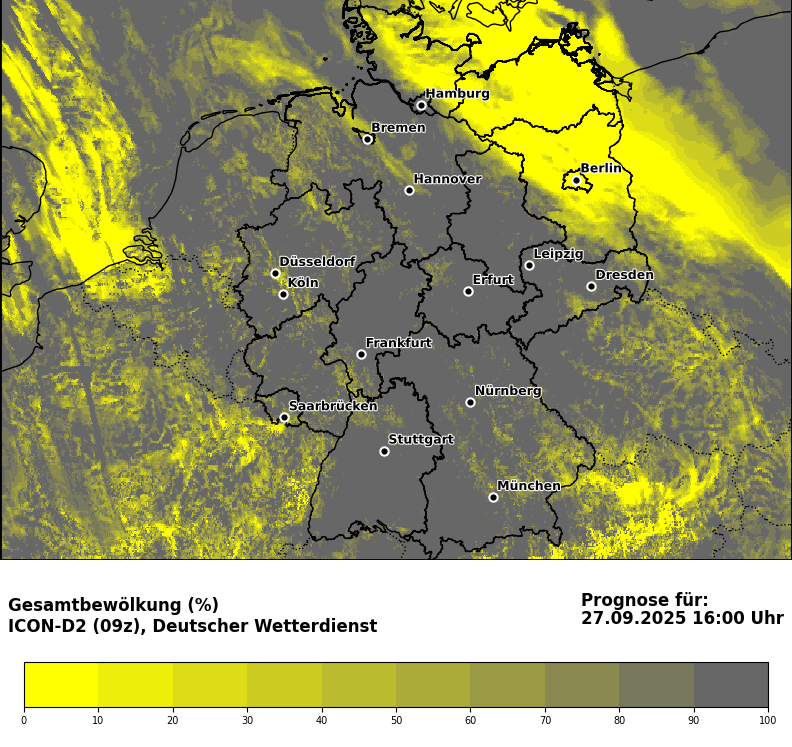 Hamburg
Bremen
Berlin
Hannover
Leipzig
Düsseldorf
Dresden
Köln
Erfurt
Frankfurt
Nürnberg
Saarbrücken
Stuttgart
München
Gesamtbewölkung (%)
ICON-D2 (09z), Deutscher Wetterdienst
Prognose für:
27.09.2025 16:00 Uhr
0 10 20 30 40 50 60 70 80 90 100